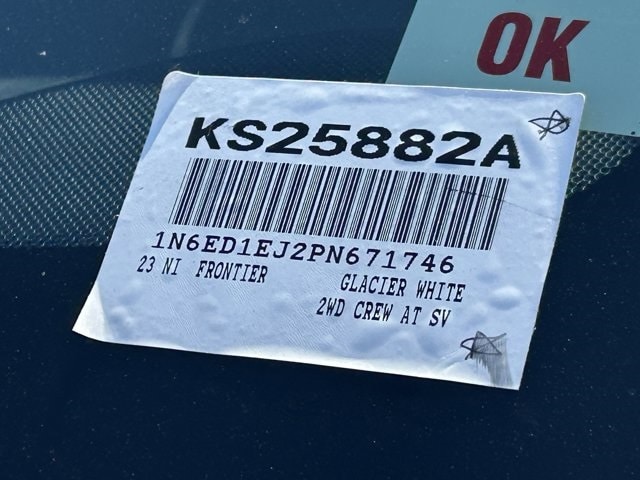 OK
KS25882A
1N6ED1EJ2PN671746
23 NI FRONTIER GLACIER WHITE
2WD CREW AT SV